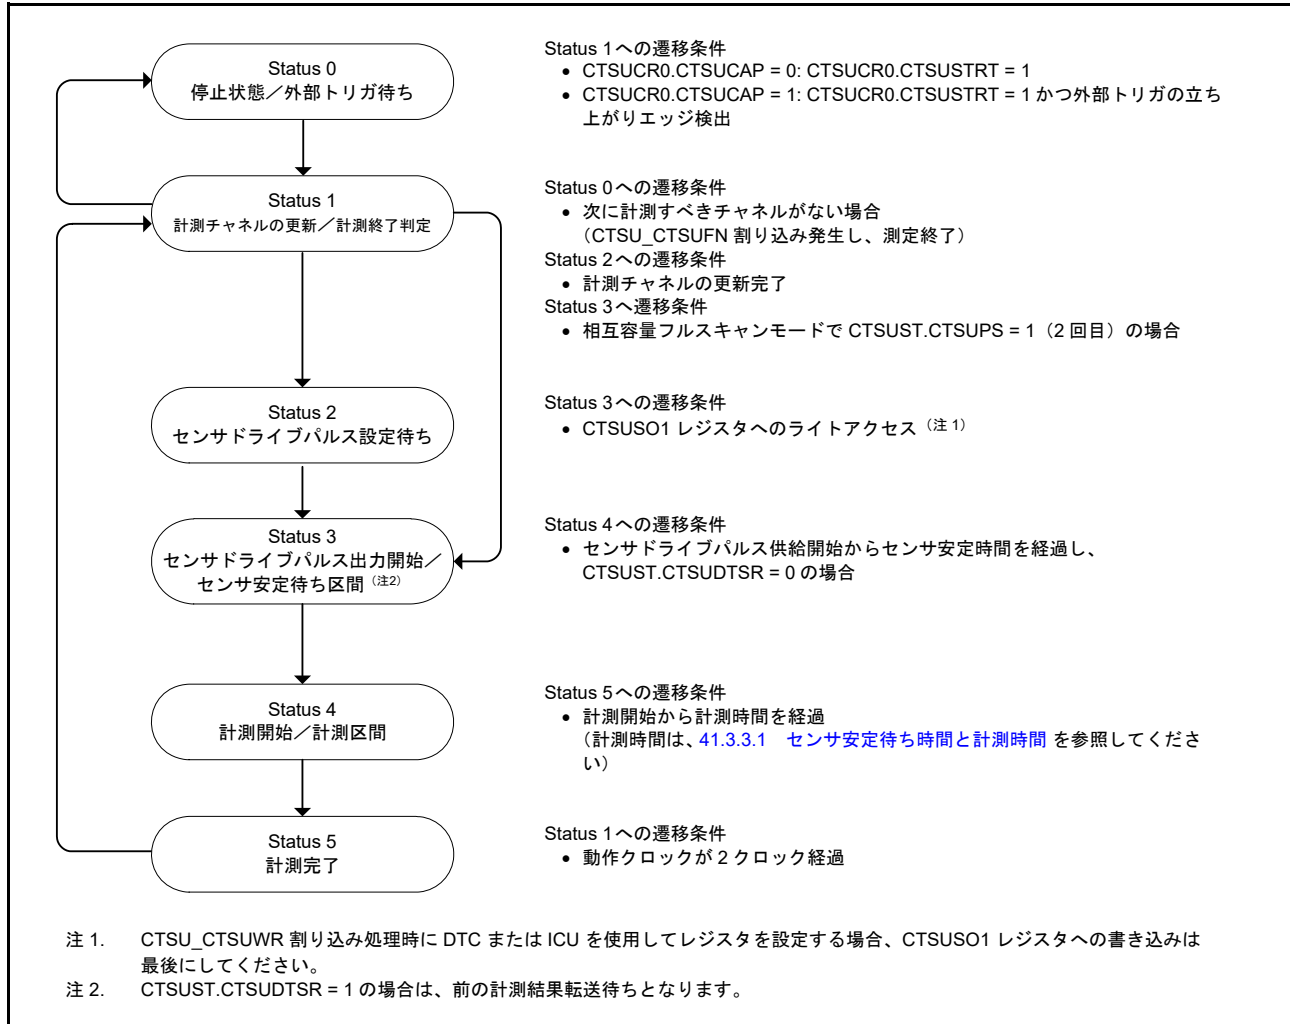 Status 0
停止状態／外部トリガ待ち
Status 1への遷移条件
• CTSUCR0.CTSUCAP = 0: CTSUCR0.CTSUSTRT = 1
• CTSUCR0.CTSUCAP = 1: CTSUCR0.CTSUSTRT = 1 かつ外部トリガの立ち
上がりエッジ検出
Status 1
計測チャネルの更新／計測終了判定
Status 0への遷移条件
• 次に計測すべきチャネルがない場合
（CTSU_CTSUFN 割り込み発生し、測定終了）
Status 2への遷移条件
• 計測チャネルの更新完了
Status 3へ遷移条件
• 相互容量フルスキャンモードで CTSUST.CTSUPS = 1（2 回目）の場合
Status 2
センサドライブパルス設定待ち
Status 3への遷移条件
• CTSUSO1 レジスタへのライトアクセス（注 1）
Status 3
センサドライブパルス出力開始／
センサ安定待ち区間（注2）
Status 4への遷移条件
• センサドライブパルス供給開始からセンサ安定時間を経過し、
CTSUST.CTSUDTSR = 0 の場合
Status 4
計測開始／計測区間
Status 5への遷移条件
• 計測開始から計測時間を経過
（計測時間は、41.3.3.1　センサ安定待ち時間と計測時間 を参照してくださ
い）
Status 5
計測完了
Status 1への遷移条件
• 動作クロックが 2 クロック経過
注 1. CTSU_CTSUWR 割り込み処理時に DTC または ICU を使用してレジスタを設定する場合、CTSUSO1 レジスタへの書き込みは
最後にしてください。
注 2. CTSUST.CTSUDTSR = 1 の場合は、前の計測結果転送待ちとなります。